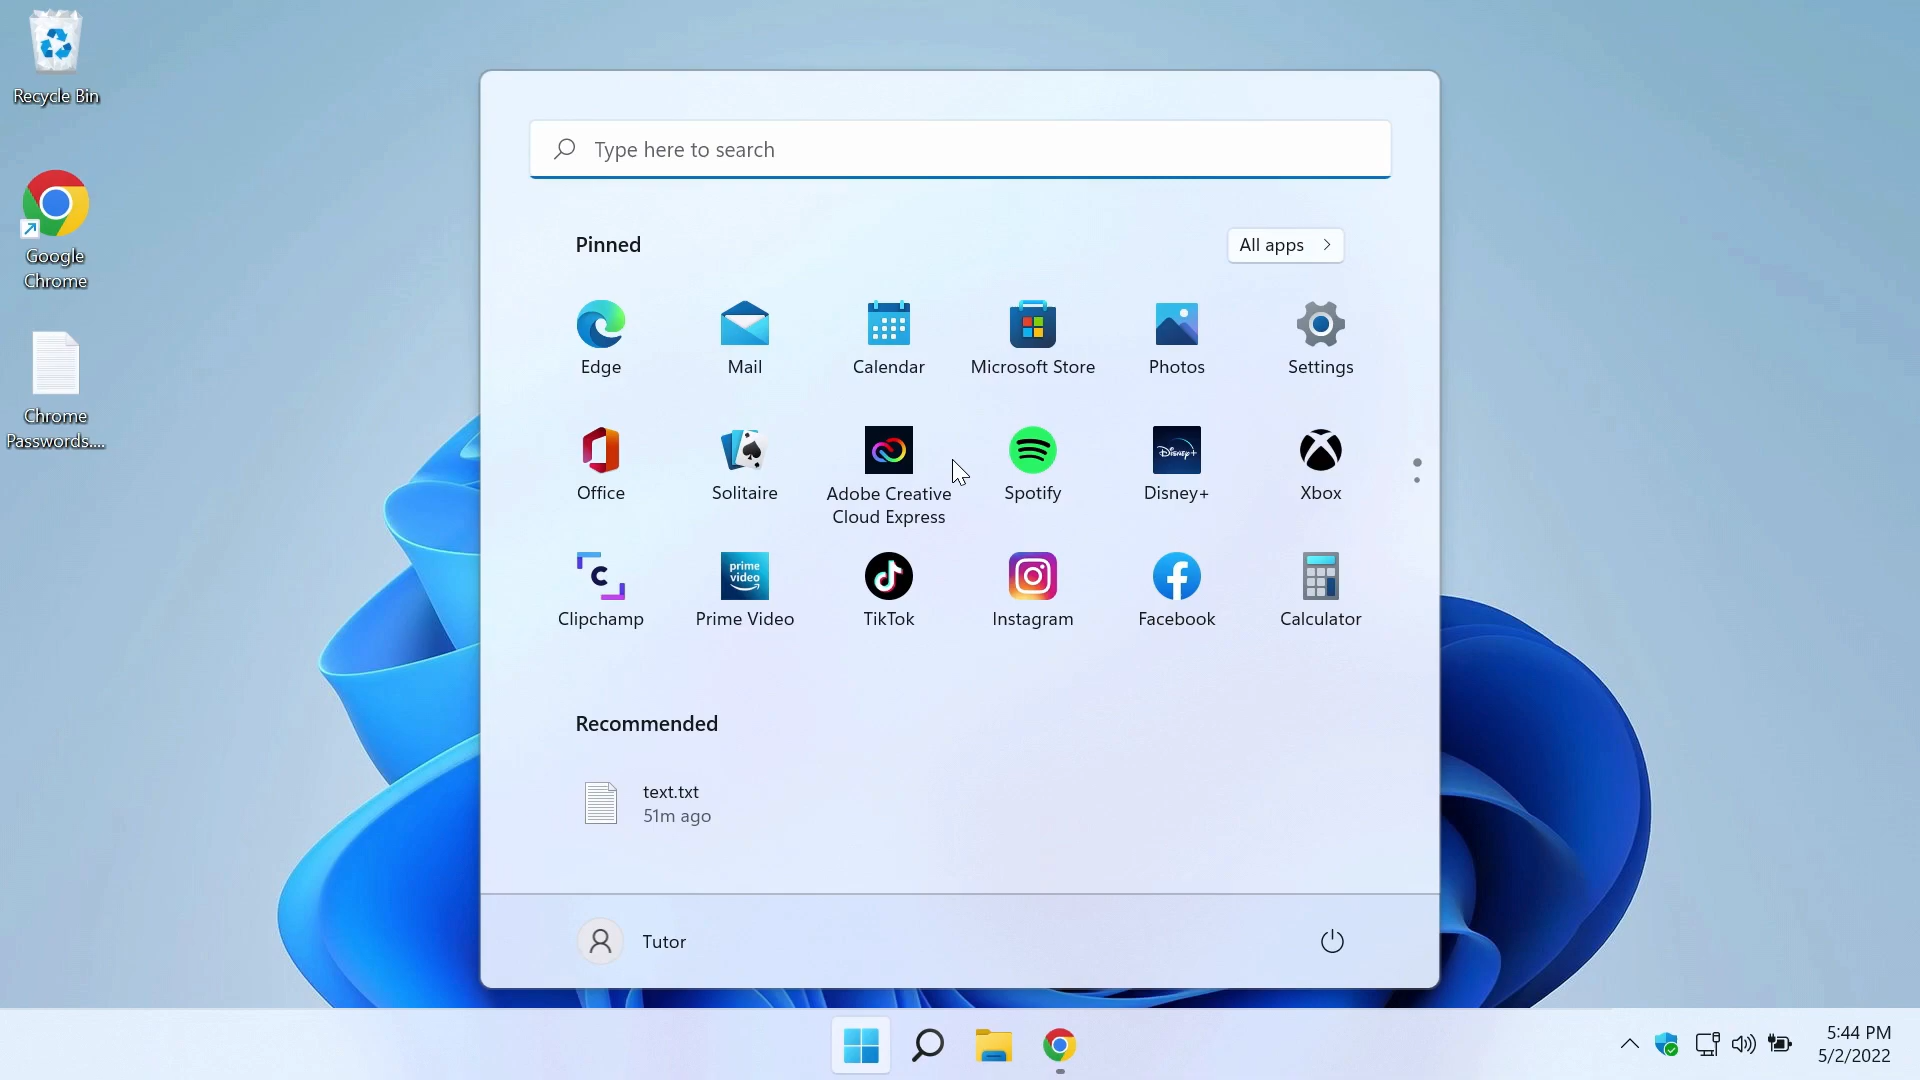 Recycle Bin
Google
Chrome
Chrome
Passwords....
Type here to search
Pinned
All apps
Edge
Mail
Calendar
Microsoft Store
Photos
Settings
Office
Solitaire
Adobe Creative
Cloud Express
Spotify
Disney+
Disney+
Xbox
C
Clipchamp
prime
video
Prime Video
TikTok
Instagram
Facebook
Calculator
Recommended
text.txt
51m ago
Tutor
5:44 PM
5/2/2022